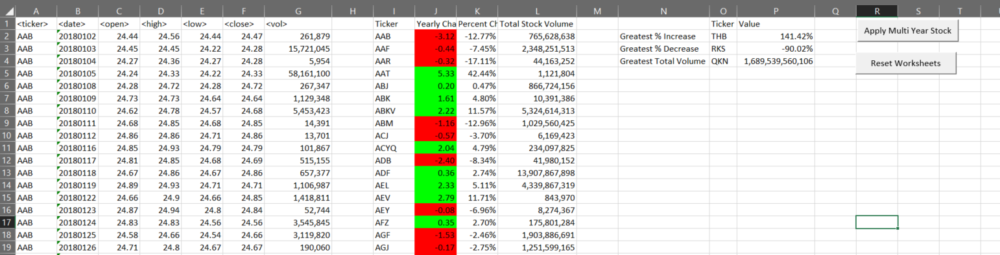 A B C D E F G H I J K L M N O P Q R S T
1 <ticker> <date> <open> <high> <low> <close> <vol> Ticker Yearly Cha Percent Ch Total Stock Volume Ticker Value
2 AAB 20180102 24.44 24.56 24.44 24.47 261,879 AAB -3.12 -12.77% 765,628,638 Greatest % Increase THB 141.42% Apply Multi Year Stock
3 AAB 20180103 24.45 24.45 24.22 24.28 15,721,045 AAF -0.44 -7.45% 2,348,251,513 Greatest % Decrease RKS -90.02%
4 AAB 20180104 24.27 24.36 24.27 24.28 5,954 AAR -0.32 -17.11% 44,163,252 Greatest Total Volume QKN 1,689,539,560,106 Reset Worksheets
5 AAB 20180105 24.24 24.33 24.22 24.33 58,161,100 AAT 5.33 42.44% 1,121,804
6 AAB 20180108 24.28 24.72 24.28 24.72 267,347 ABJ 0.20 0.47% 866,724,156
7 AAB 20180109 24.73 24.73 24.64 24.64 1,129,348 ABK 1.61 4.80% 10,391,386
8 AAB 20180110 24.62 24.78 24.57 24.68 5,453,423 ABKV 2.22 11.57% 5,324,614,313
9 AAB 20180111 24.68 24.85 24.68 24.85 14,391 ABM -1.16 -12.96% 1,029,560,425
10 AAB 20180112 24.86 24.86 24.71 24.86 13,701 ACJ -0.57 -3.70% 6,169,423
11 AAB 20180116 24.85 24.93 24.79 24.79 101,867 ACYQ 2.04 4.79% 234,097,825
12 AAB 20180117 24.81 24.85 24.68 24.69 515,155 ADB -2.40 -8.34% 41,980,152
13 AAB 20180118 24.67 24.86 24.67 24.86 657,377 ADF 0.36 2.74% 13,907,867,898
14 AAB 20180119 24.89 24.93 24.71 24.71 1,106,987 AEL 2.33 5.11% 4,339,867,319
15 AAB 20180122 24.66 24.9 24.66 24.85 1,418,811 AEV 2.79 11.71% 843,970
16 AAB 20180123 24.87 24.94 24.8 24.84 52,744 AEY -0.08 -6.96% 8,274,367
17 AAB 20180124 24.83 24.83 24.56 24.56 3,545,845 AFZ 0.35 2.70% 175,801,284
18 AAB 20180125 24.58 24.66 24.54 24.66 3,119,820 AGF -1.53 -2.46% 1,903,886,691
19 AAB 20180126 24.71 24.8 24.67 24.67 190,060 AGJ -0.17 -2.75% 1,251,599,165